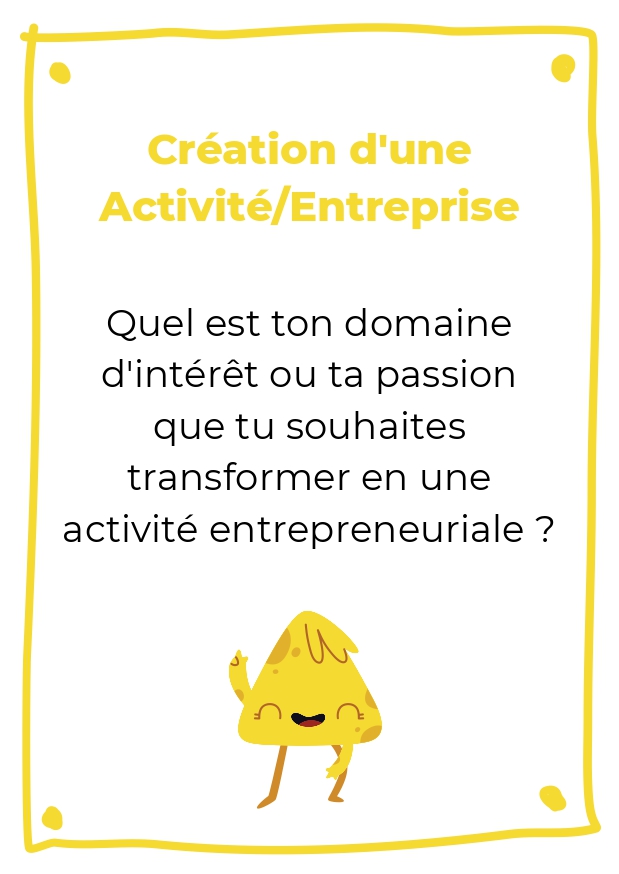 Création d'une
Activité/Entreprise
Quel est ton domaine
d'intérêt ou ta passion
que tu souhaites
transformer en une
activité entrepreneuriale ?